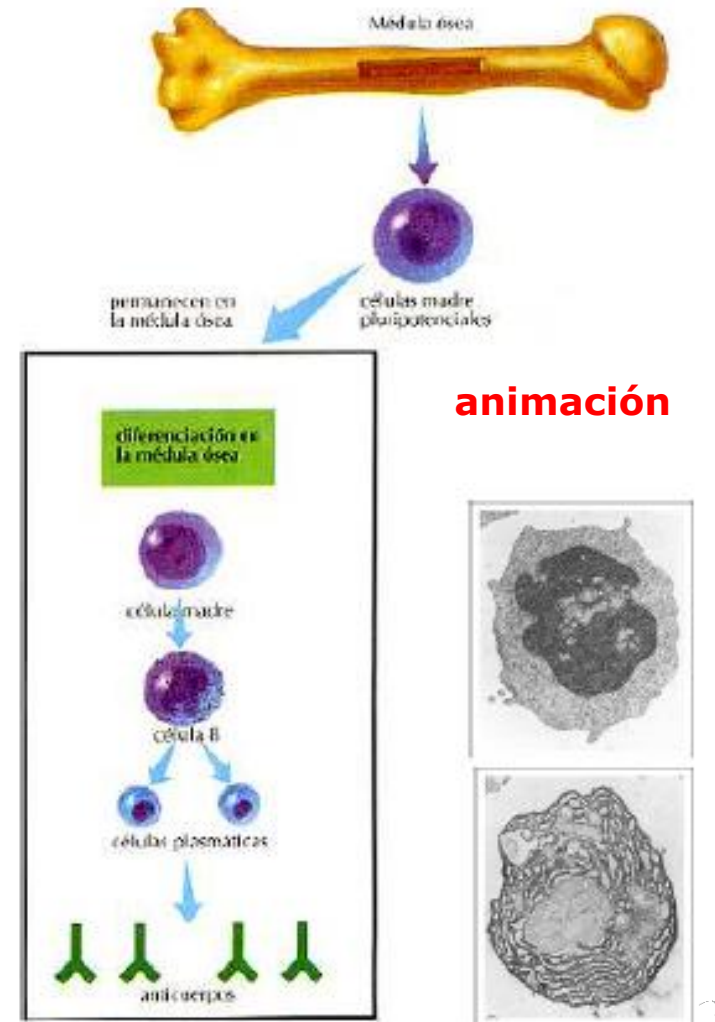 Médula ósea
permanecen en
la médula ósea
células madre
pluripotenciales
animación
diferenciación en
la médula ósea
célula madre
célula B
células plasmáticas
anticuerpos